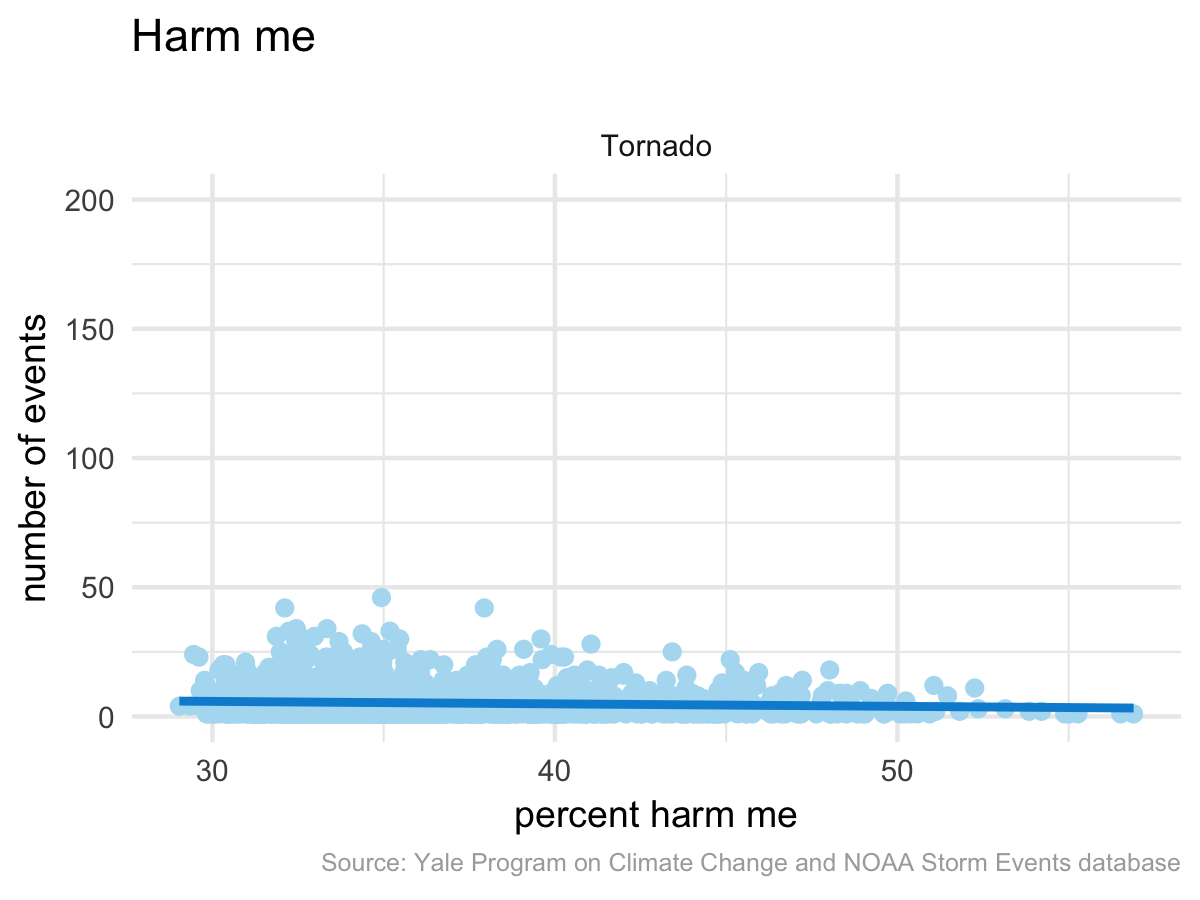 Harm me
Tornado
200
150
100
50
0
number of events
30 40 50
percent harm me
Source: Yale Program on Climate Change and NOAA Storm Events database